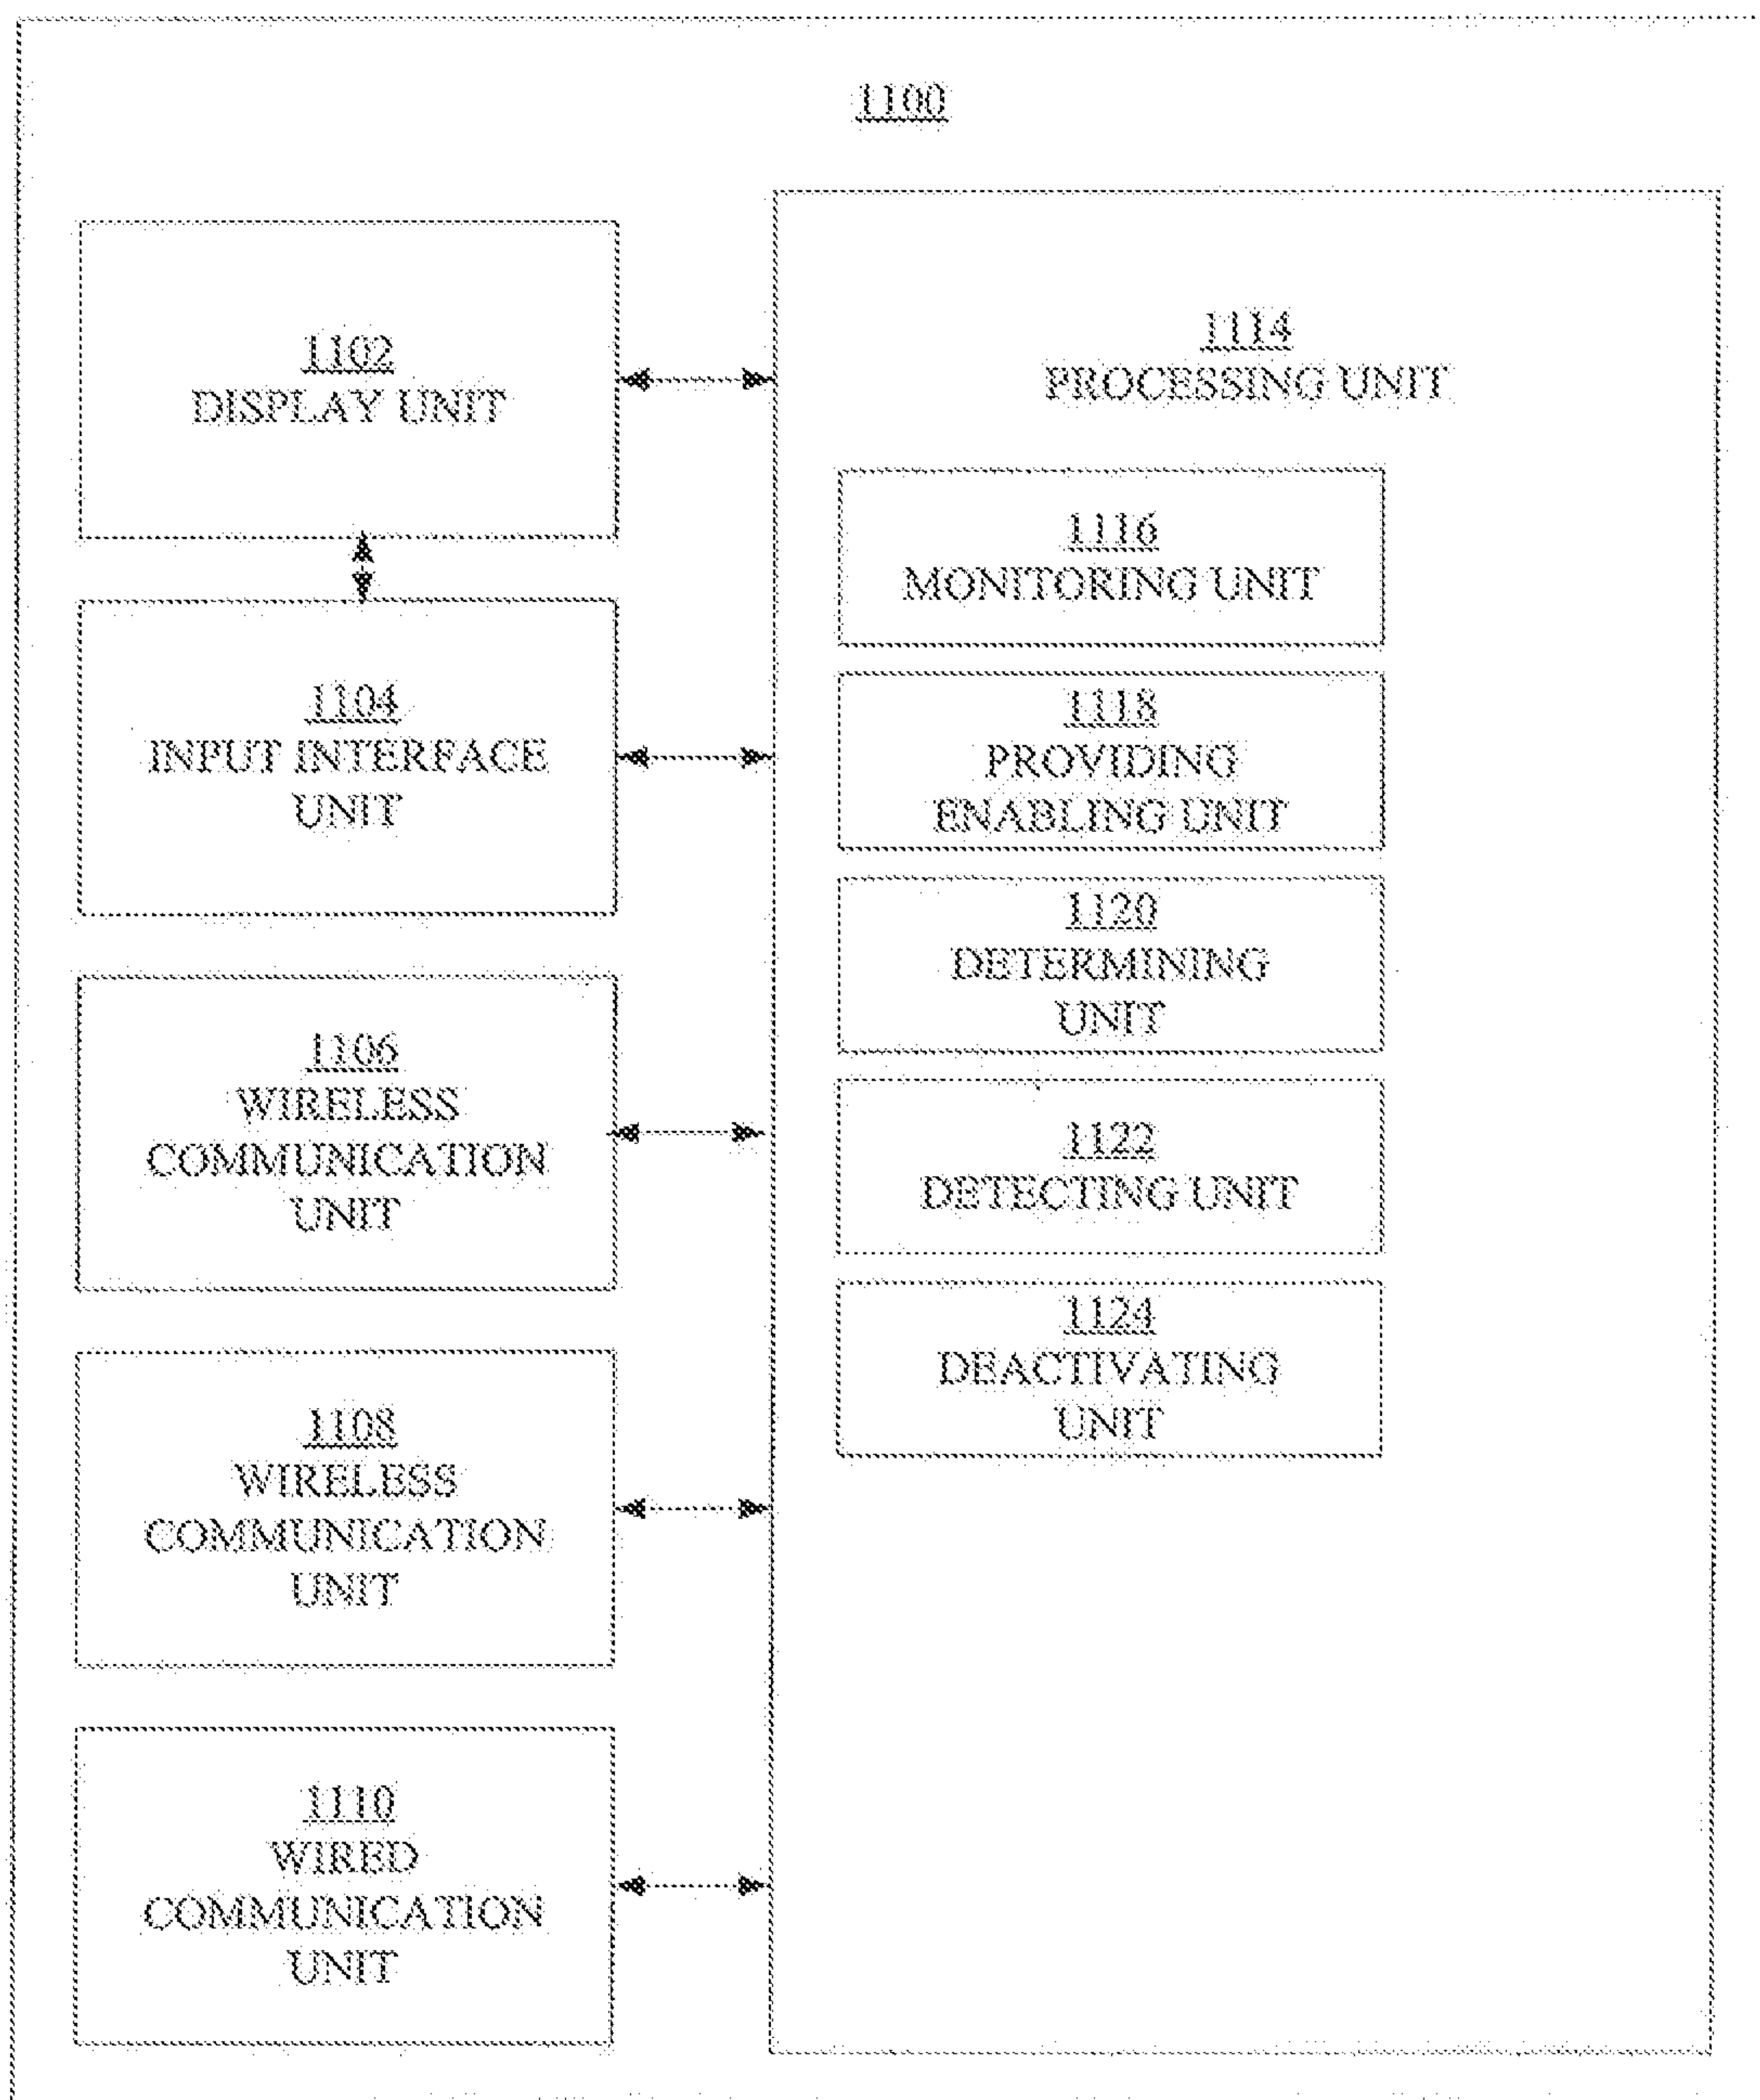 1100
1102
DISPLAY UNIT
1104
INPUT INTERFACE
UNIT
1106
WIRELESS
COMMUNICATION
UNIT
1108
WIRELESS
COMMUNICATION
UNIT
1110
WIRED
COMMUNICATION
UNIT
1114
PROCESSING UNIT
1116
MONITORING UNIT
1118
PROVIDING
ENABLING UNIT
1120
DETERMINING
UNIT
1122
DETECTING UNIT
1124
DEACTIVATING
UNIT